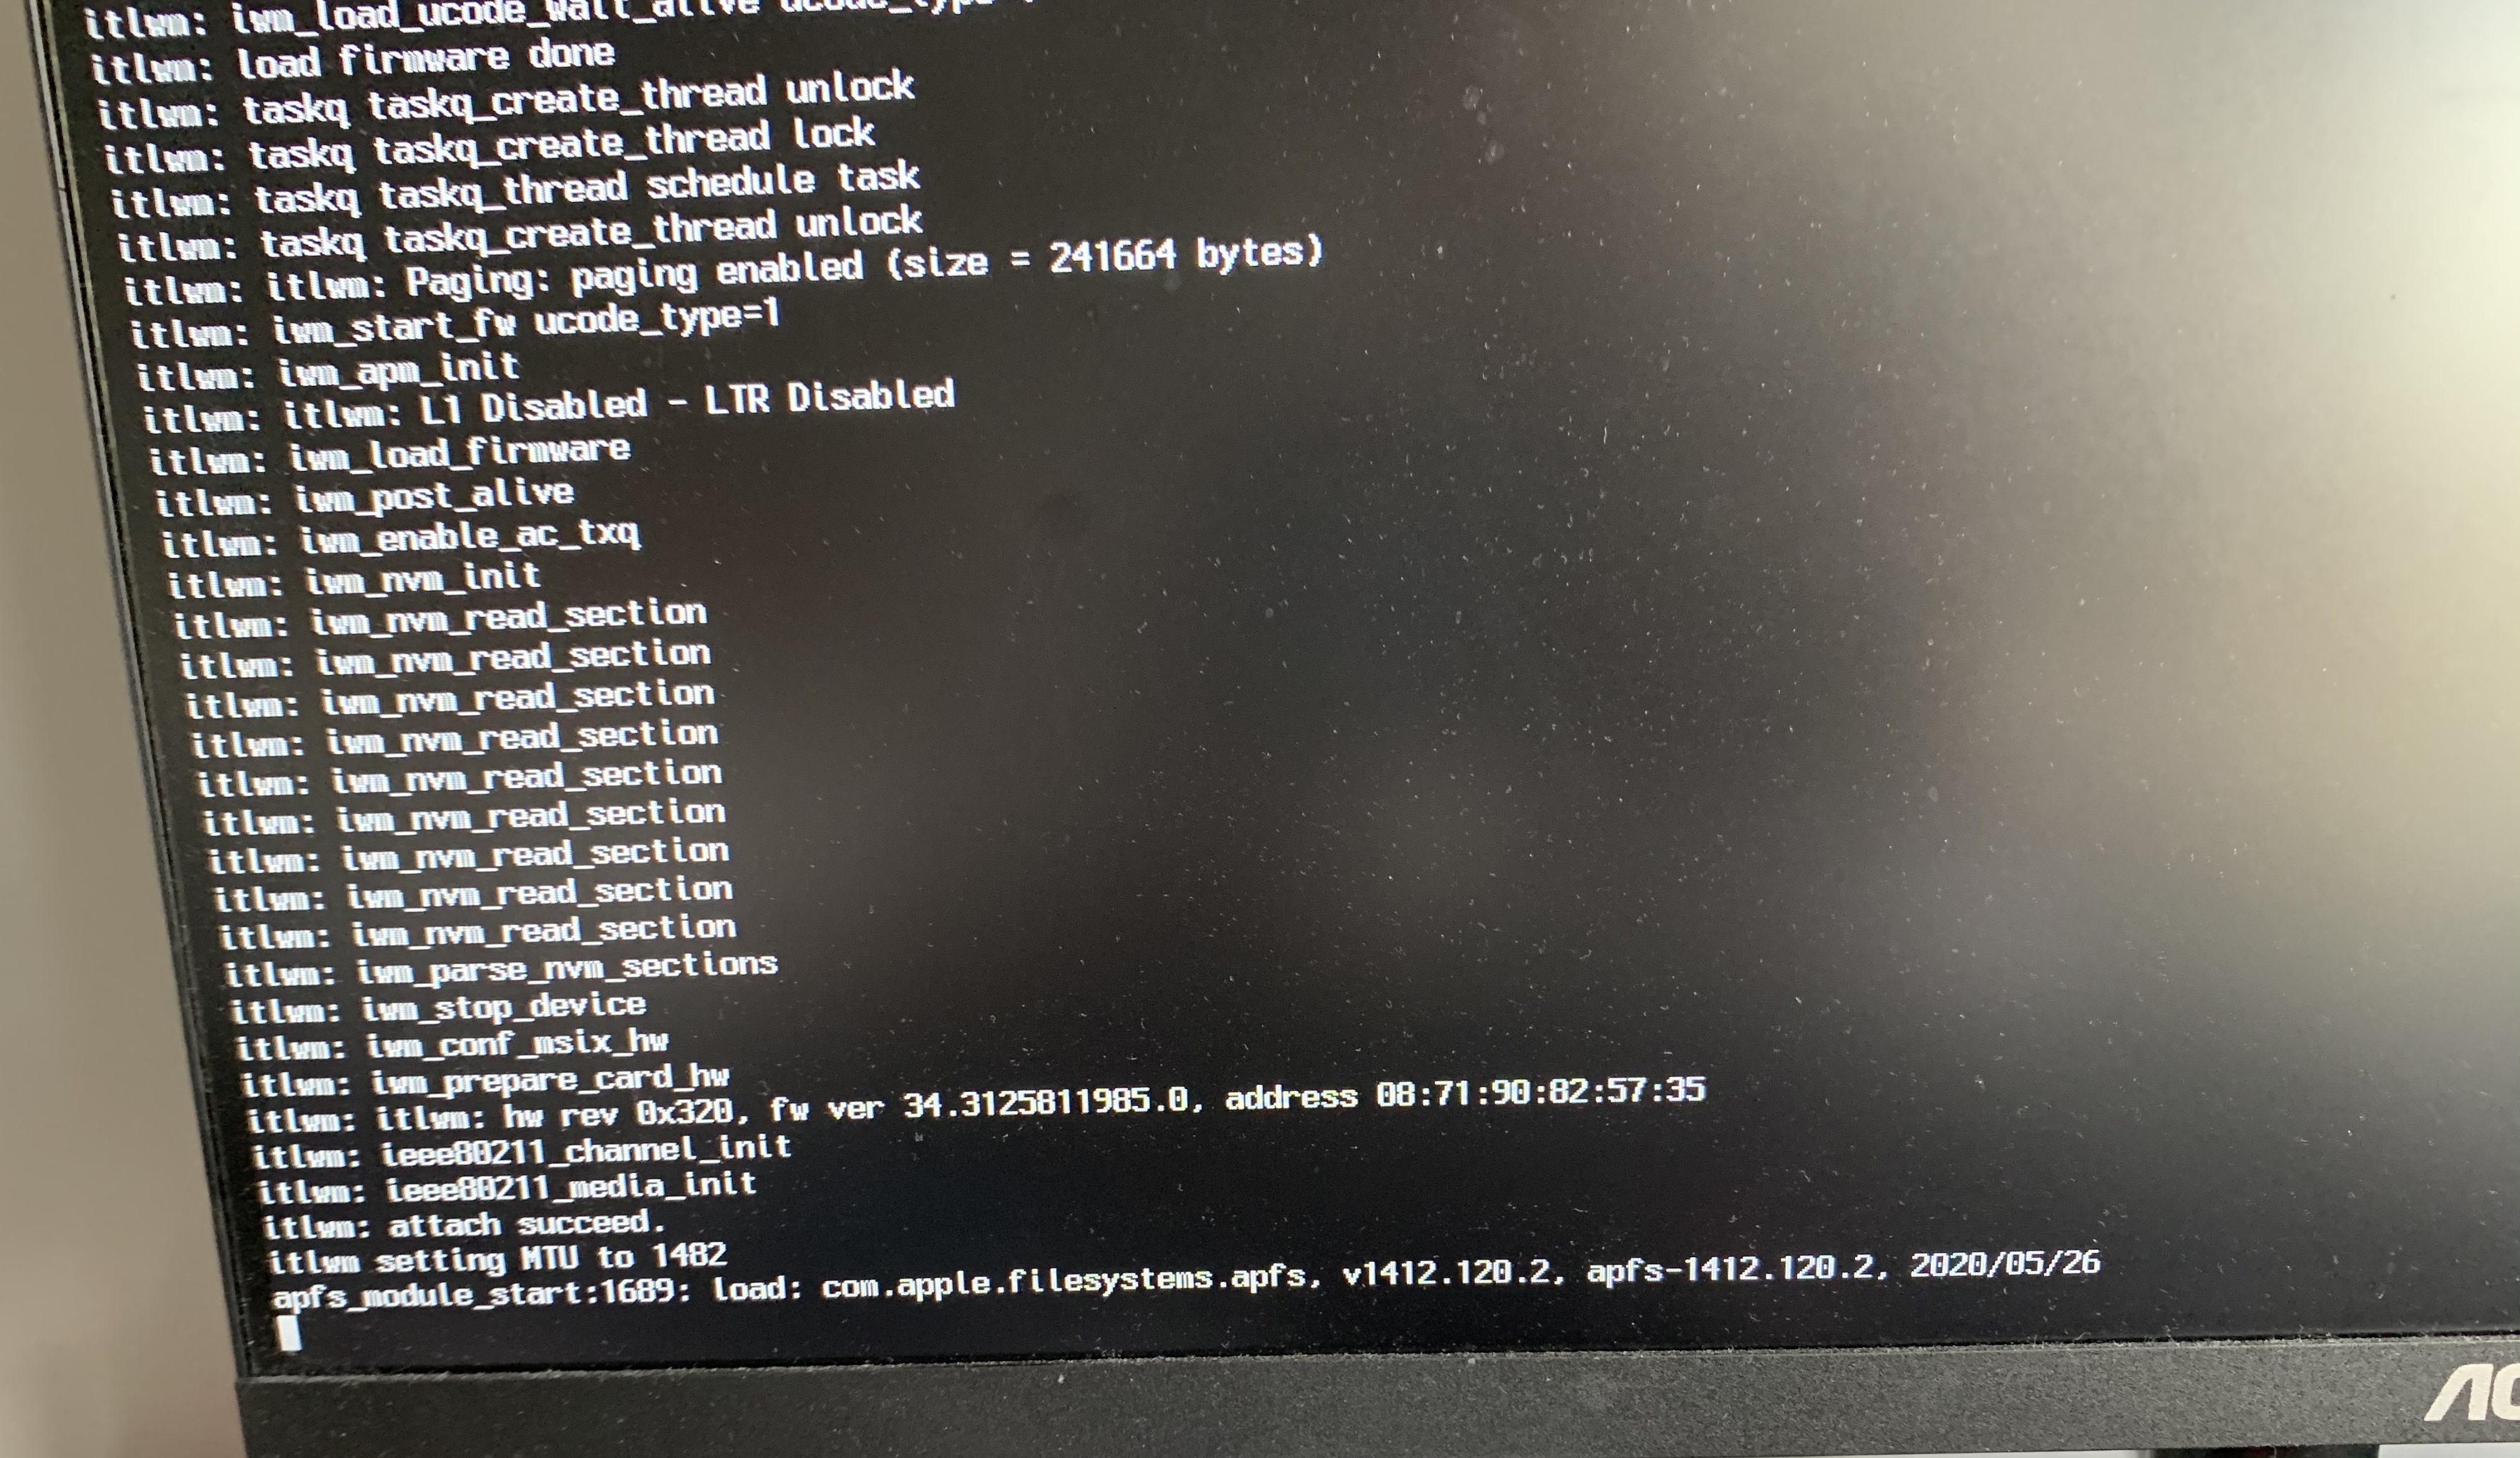 itlwm: iwm_load_ucode_wait_alive
itlwm: load firmware done
itlwm: taskq taskq_create_thread unlock
itlwm: taskq taskq_create_thread lock
itlwm: taskq taskq_thread schedule task
itlwm: taskq taskq_create_thread unlock
itlwm: itlwm: Paging: paging enabled (size = 241664 bytes)
itlwm: iwm_start_fw ucode_type=1
itlwm: iwm_apm_init
itlwm: itlwm: L1 Disabled - LTR Disabled
itlwm: iwm_load_firmware
itlwm: iwm_post_alive
itlwm: iwm_enable_ac_txq
itlwm: iwm_nvm_init
itlwm: iwm_nvm_read_section
itlwm: iwm_nvm_read_section
itlwm: iwm_nvm_read_section
itlwm: iwm_nvm_read_section
itlwm: iwm_nvm_read_section
itlwm: iwm_nvm_read_section
itlwm: iwm_nvm_read_section
itlwm: iwm_nvm_read_section
itlwm: iwm_nvm_read_section
itlwm: iwm_parse_nvm_sections
itlwm: iwm_stop_device
itlwm: iwm_conf_msix_hw
itlwm: iwm_prepare_card_hw
itlwm: itlwm: hw rev 0x320, fw ver 34.3125811985.0, address 08:71:90:82:57:35
itlwm: ieee80211_channel_init
itlwm: ieee80211_media_init
itlwm: attach succeed.
itlwm setting MTU to 1482
apfs_module_start:1689: load: com.apple.filesystems.apfs, v1412.120.2, apfs-1412.120.2, 2020/05/26